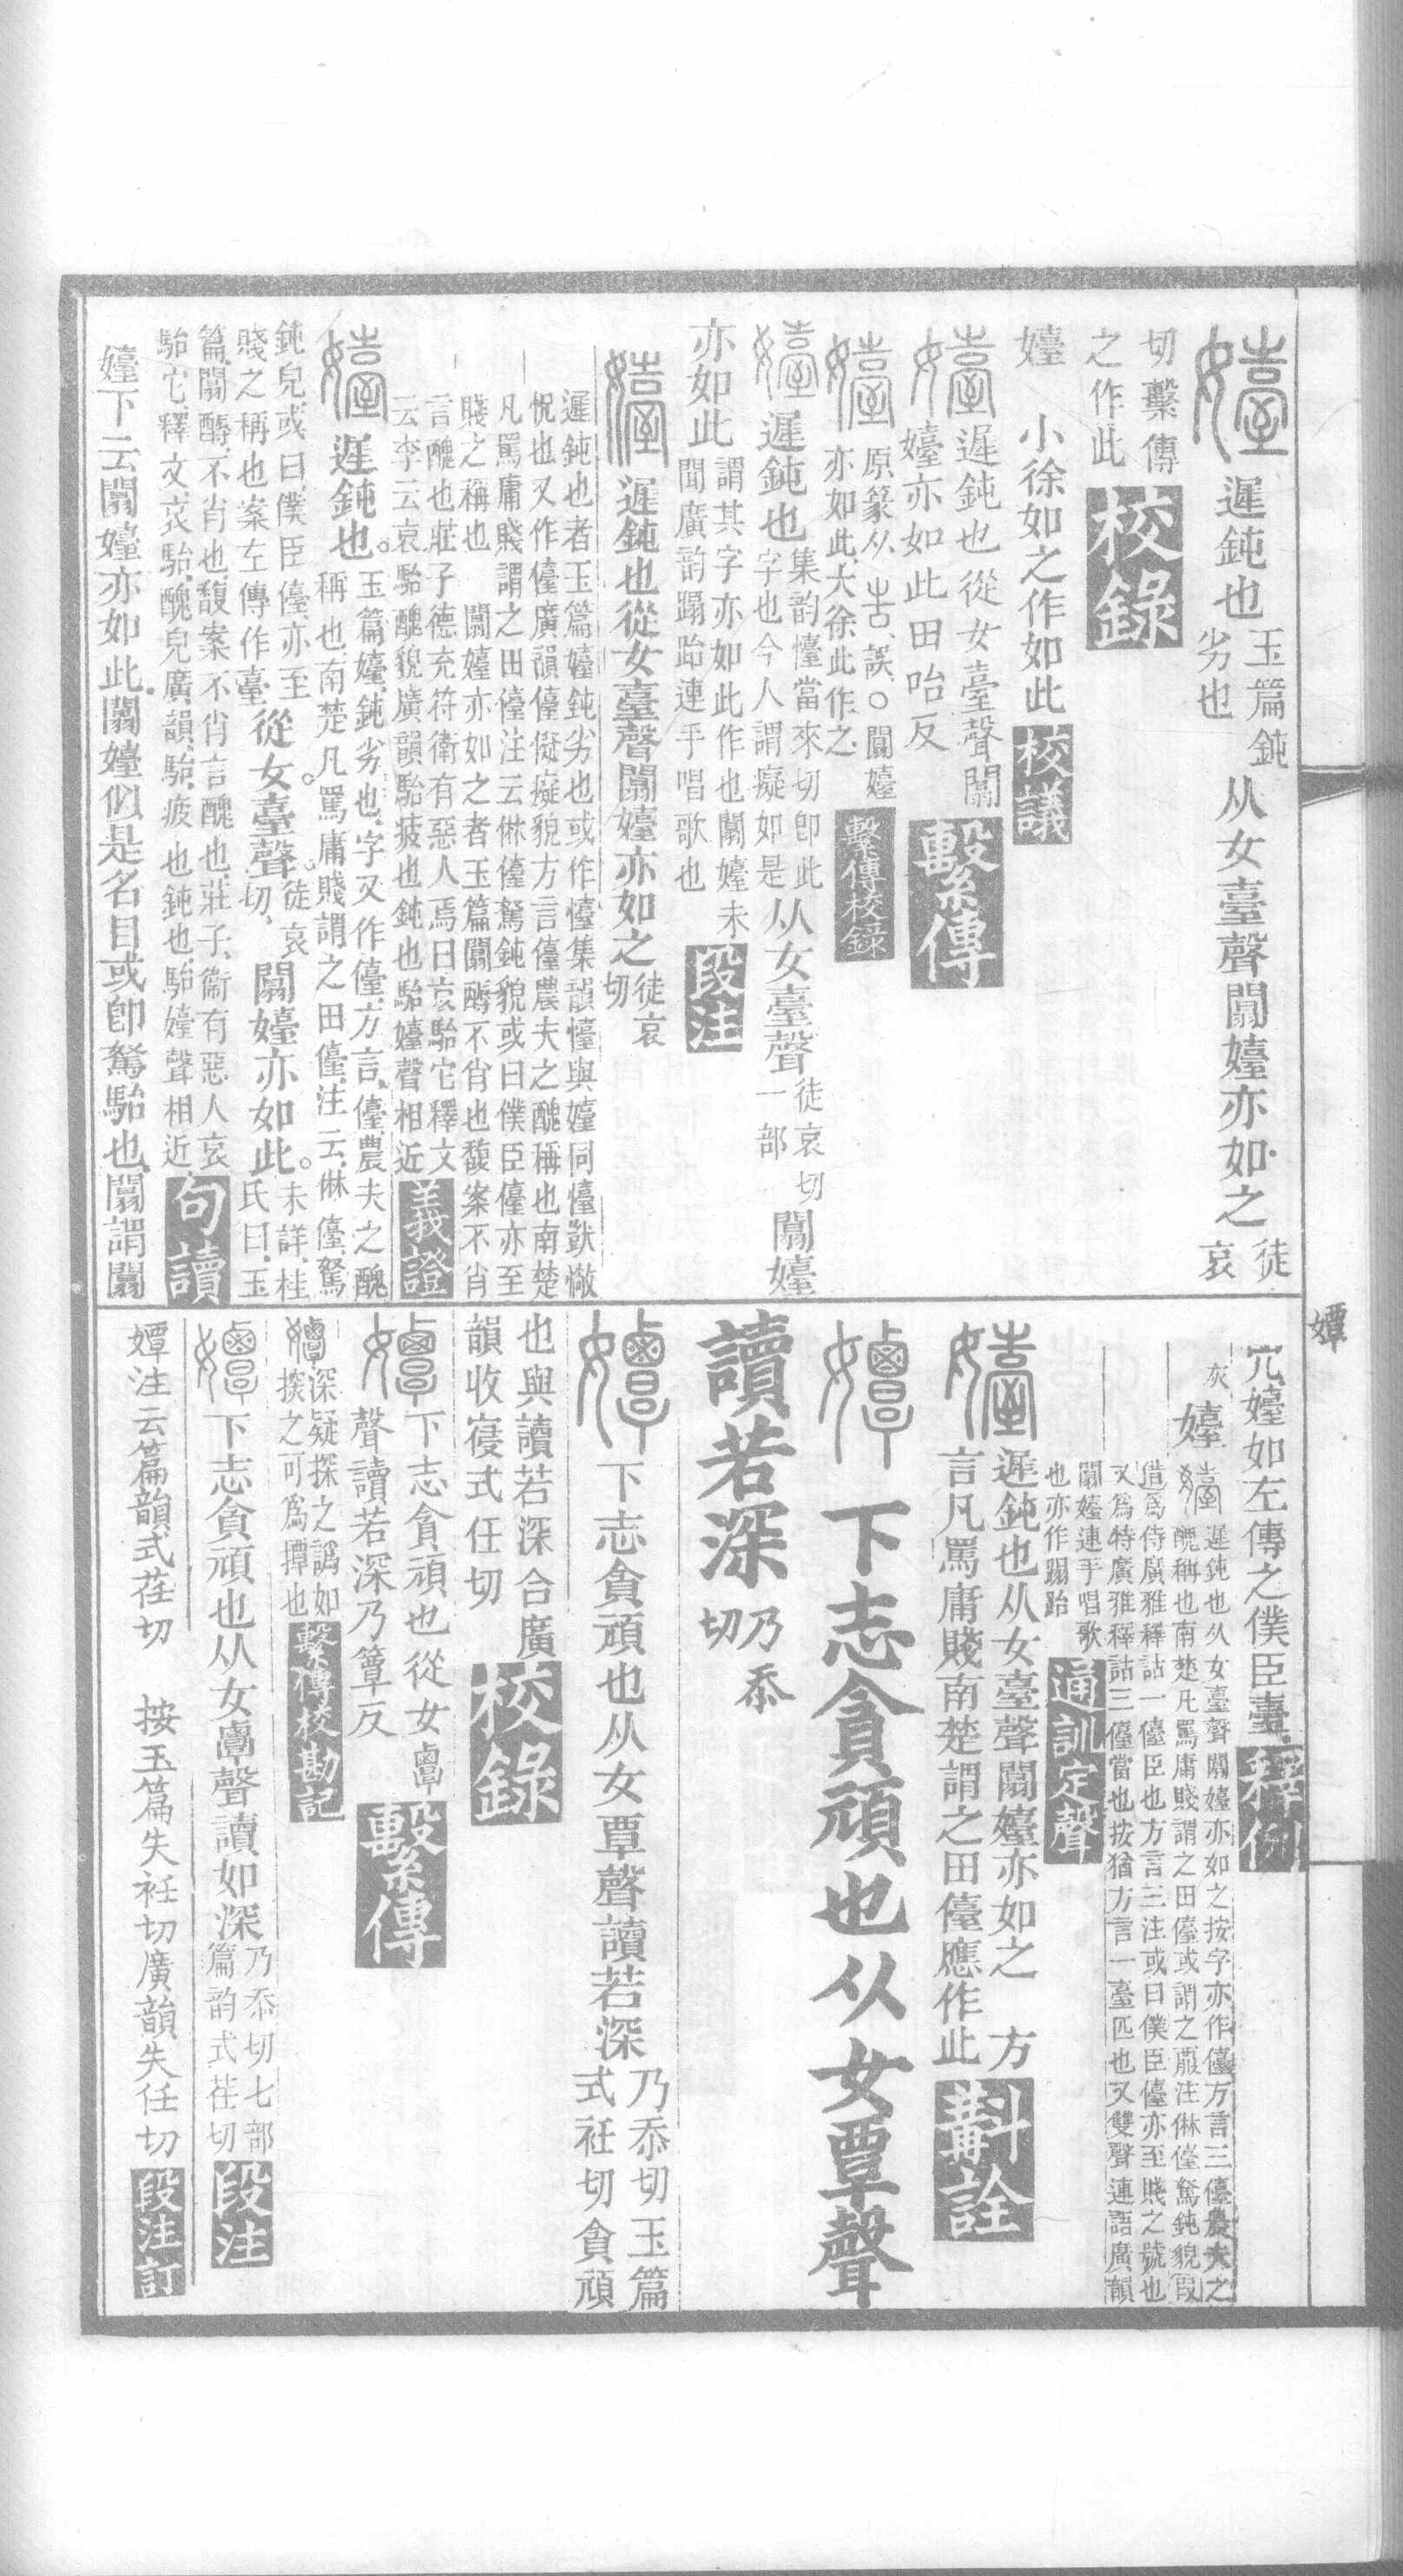 嬯遲鈍也玉篇鈍劣也从女臺聲闒嬯亦如之徒哀
切繫傳之作此校錄
嬯 小徐如之作如此校議
嬯遲鈍也從女臺聲闒嬯亦如此田咍反繫傳
嬯原篆从𡳿誤○闒嬯亦如此大徐此作之繫傳校錄
嬯遲鈍也集韵懛當來切卽此字也今人謂癡如是从女臺聲徒哀切一部闒嬯
亦如此謂其字亦如此作也闒嬯未聞廣韵蹋跆連手唱歌也段注
嬯遲鈍也從女臺聲闒嬯亦如之徒哀切
遲鈍也者玉篇嬯鈍劣也或作懛集韻懛與嬯同懛獃懒
怳也又作儓廣韻儓儗癡貌方言儓農夫之醜稱也南楚
凡罵庸賤謂之田儓注云㑣儓駑鈍貌或曰僕臣儓亦至
賤之稱也 闒嬯亦如之者玉篇闒䣩不肖也馥案不肖
言醜也莊子德充符衞有惡人焉曰哀駘它釋文
云李云哀駘醜貌廣韻駘疲也鈍也駘嬯聲相近義證
嬯遲鈍也玉篇嬯鈍劣也字又作儓方言儓農夫之醜稱也南楚凡罵庸賤謂之田儓注云㑣儓駑
鈍皃或曰僕臣儓亦至賤之稱也案左傳作臺從女臺聲徒哀切闒嬯亦如此未詳桂氏曰玉
篇闒䣩不肖也馥案不肖言醜也莊子衞有惡人哀
駘它釋文哀駘醜皃廣韻駘疲也鈍也駘嬯聲相近句讀
嬯下云闒嬯亦如此闒嬯似是名目或卽駑駘也闒謂闒
宂嬯如左傳之僕臣臺釋例
灰嬯嬯遲鈍也从女臺聲闒嬯亦如之按字亦作儓方言三儓農夫之
醜稱也南楚凡罵庸賤謂之田儓或謂之㽬注㑣儓駑鈍貌叚
借爲侍廣雅釋詁一儓臣也方言三注或曰僕臣儓亦至賤之號也
又爲特廣雅釋詁三儓當也按猶方言一臺匹也又雙聲連語廣韻
闒嬯連手唱歌也亦作蹋跆通訓定聲
嬯遲鈍也从女臺聲闒嬯亦如之 方言凡罵庸賤南楚謂之田儓應作此斠詮
嬋下志貪頑也从女覃聲
讀若深乃忝切
下志貪頑也从女覃聲讀若深乃忝切玉篇式衽切貪頑
也與讀若深合廣韻收寑式任切校錄
下志貪頑也從女𪉷聲讀若深乃簟反繫傳
深疑探之譌如揬之可爲撢也繫傳校勘記
下志貪頑也从女𪉷聲讀如深乃忝切七部篇韵式荏切段注
嬋注云篇韻式荏切 按玉篇失衽切廣韻失任切段注訂